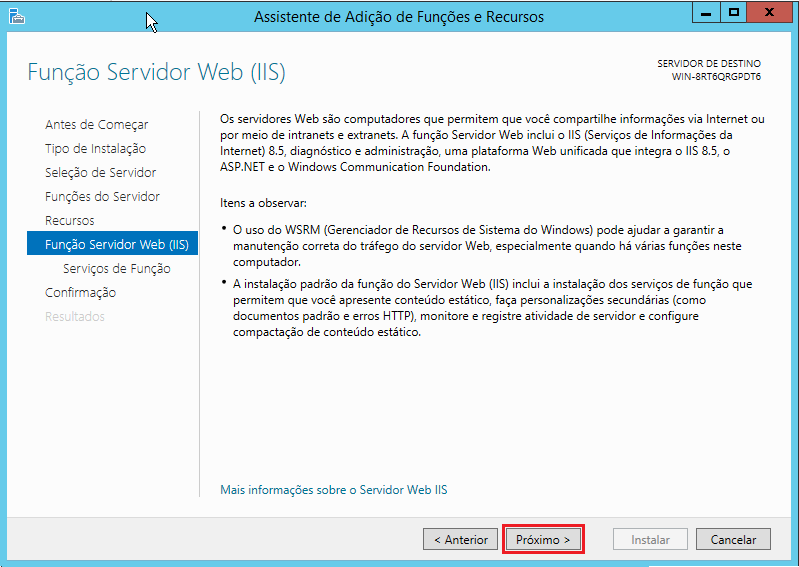 Assistente de Adição de Funções e Recursos
Função Servidor Web (IIS)
SERVIDOR DE DESTINO
WIN-8RT6QRGPDT6
Antes de Começar
Tipo de Instalação
Seleção de Servidor
Funções do Servidor
Recursos
Função Servidor Web (IIS)
Serviços de Função
Confirmação
Resultados
Os servidores Web são computadores que permitem que você compartilhe informações via Internet ou
por meio de intranets e extranets. A função Servidor Web inclui o IIS (Serviços de Informações da
Internet) 8.5, diagnóstico e administração, uma plataforma Web unificada que integra o IIS 8.5, o
ASP.NET e o Windows Communication Foundation.
Itens a observar:
• O uso do WSRM (Gerenciador de Recursos de Sistema do Windows) pode ajudar a garantir a
manutenção correta do tráfego do servidor Web, especialmente quando há várias funções neste
computador.
• A instalação padrão da função do Servidor Web (IIS) inclui a instalação dos serviços de função que
permitem que você apresente conteúdo estático, faça personalizações secundárias (como
documentos padrão e erros HTTP), monitore e registre atividade de servidor e configure
compactação de conteúdo estático.
Mais informações sobre o Servidor Web IIS
< Anterior
Próximo >
Instalar
Cancelar